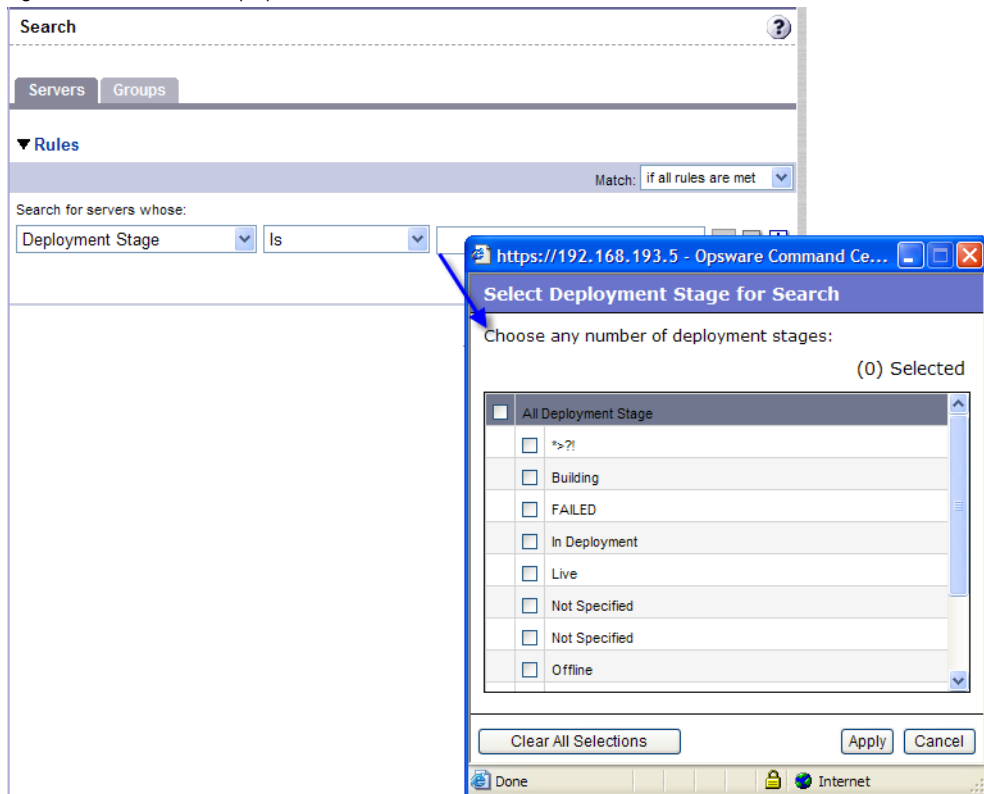 Search
?
Servers Groups
Rules
Match: if all rules are met
Search for servers whose:
Deployment Stage Is
https://192.168.193.5 - Opsware Command Ce...
Select Deployment Stage for Search
Choose any number of deployment stages:
(0) Selected
All Deployment Stage
*>?!
Building
FAILED
In Deployment
Live
Not Specified
Not Specified
Offline
Clear All Selections Apply Cancel
Done Internet